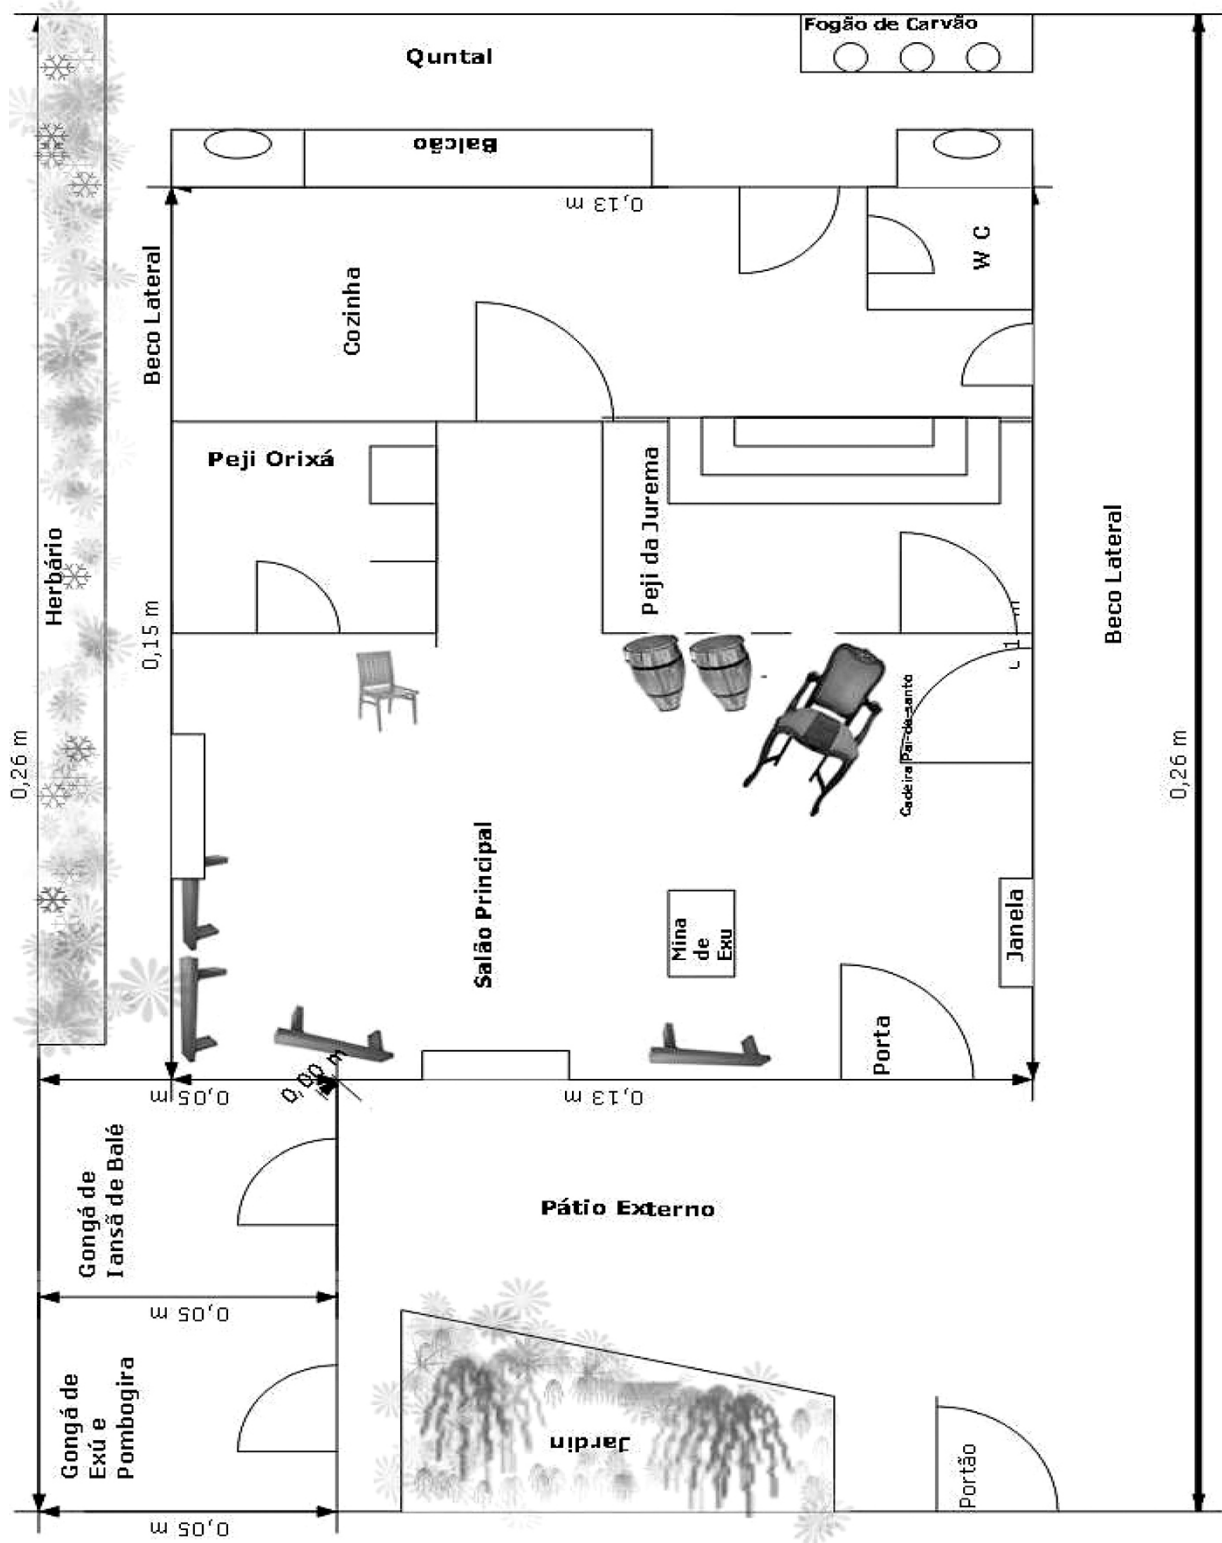 Fogão de Carvão
Quntal
Balcão
0,13 m
W C
Beco Lateral
Cozinha
Peji Orixá
Peji da Jurema
Herbário
Beco Lateral
0,15 m
Cadeira Pai-de-santo
0,26 m
0,26 m
Salão Principal
Mina
de
Exu
Janela
Porta
0,05 m
0,00 m
0,13 m
Gongá de
Iansã de Balé
Pátio Externo
0,05 m
Gongá de
Exú e
Pombogira
Jardin
Portão
0,05 m